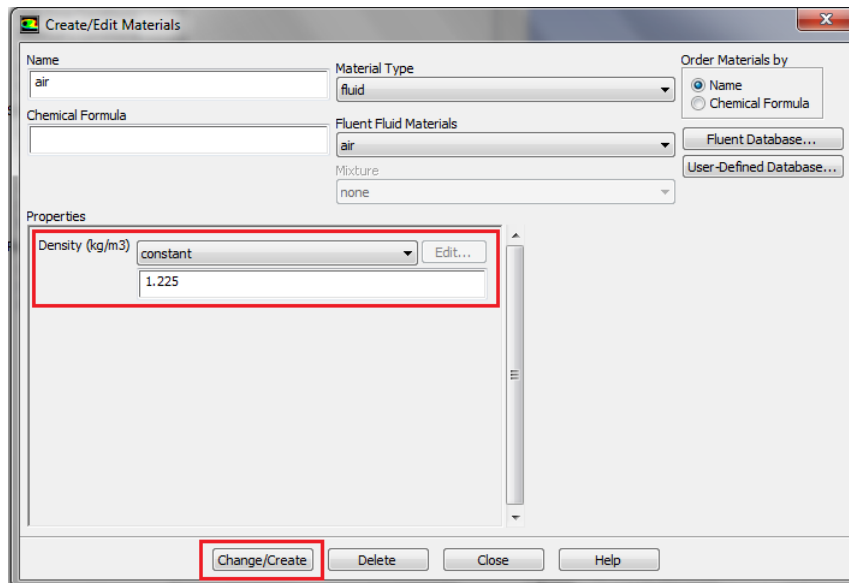 Create/Edit Materials
Name
air
Chemical Formula
Material Type
fluid
Fluent Fluid Materials
air
Mixture
none
Order Materials by
Name
Chemical Formula
Fluent Database...
User-Defined Database...
Properties
Density (kg/m3) constant Edit...
1.225
Change/Create Delete Close Help